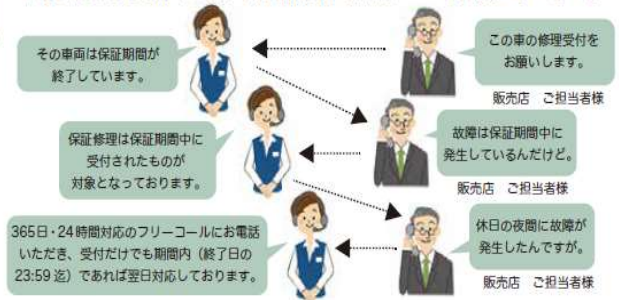 この車の修理受付を
お願いします。
販売店 ご担当者様
その車両は保証期間が
終了しています。
故障は保証期間中に
発生しているんだけど。
販売店 ご担当者様
保証修理は保証期間中に
受付されたものが
対象となっております。
休日の夜間に故障が
発生したんですが。
販売店 ご担当者様
365日・24時間対応のフリーコールにお電話
いただき、受付だけでも期間内（終了日の
23:59迄）であれば翌日対応しております。